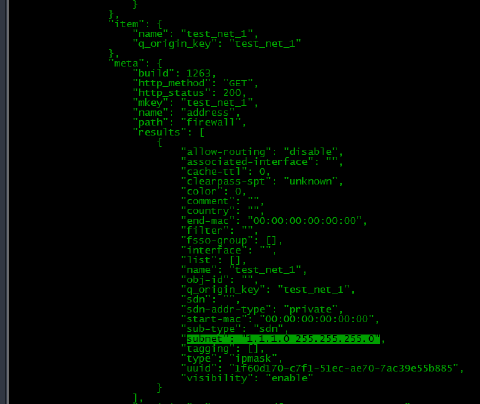 }
},
"item": {
"name": "test_net_1",
"q_origin_key": "test_net_1"
},
"meta": {
"build": 1263,
"http_method": "GET",
"http_status": 200,
"mkey": "test_net_1",
"name": "address",
"path": "firewall",
"results": [
{
"allow-routing": "disable",
"associated-interface": "",
"cache-ttl": 0,
"clearpass-spt": "unknown",
"color": 0,
"comment": "",
"country": "",
"end-mac": "00:00:00:00:00:00",
"filter": "",
"fsso-group": [],
"interface": "",
"list": [],
"name": "test_net_1",
"obj-id": "",
"q_origin_key": "test_net_1",
"sdn": "",
"sdn-addr-type": "private",
"start-mac": "00:00:00:00:00:00",
"sub-type": "sdn",
"subnet": "1.1.1.0 255.255.255.0",
"tagging": [],
"type": "ipmask",
"uuid": "1f60d170-c7f1-51ec-ae70-7ac39e55b885",
"visibility": "enable"
}
],